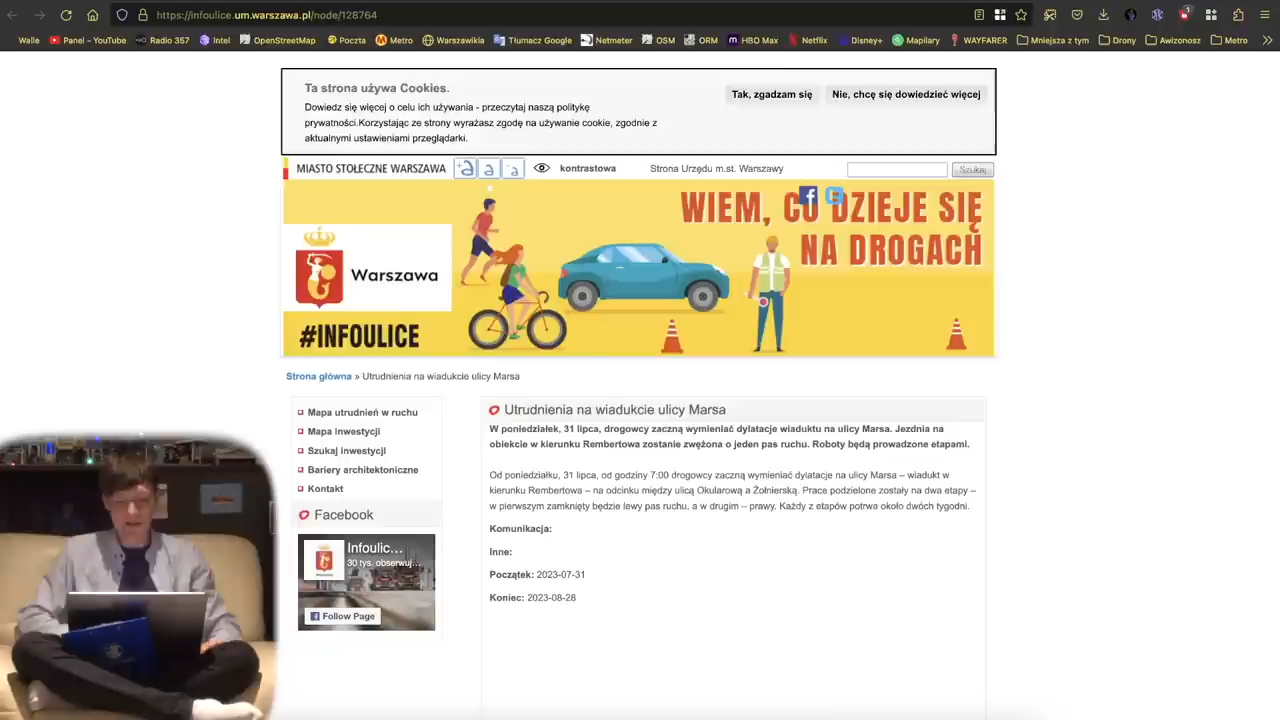 https://infoulice.um.warszawa.pl/node/128764
Walle Panel – YouTube Radio 357 Intel OpenStreetMap Poczta Metro Warszawikia Tłumacz Google Netmeter OSM ORM HBO Max Netflix Disney+ Mapilary WAYFARER Mniejsza z tym Drony Awizonosz Metro
Ta strona używa Cookies.
Dowiedz się więcej o celu ich używania - przeczytaj naszą politykę
prywatności.Korzystając ze strony wyrażasz zgodę na używanie cookie, zgodnie z
aktualnymi ustawieniami przeglądarki.
Tak, zgadzam się
Nie, chcę się dowiedzieć więcej
MIASTO STOŁECZNE WARSZAWA +a a -a kontrastowa Strona Urzędu m.st. Warszawy Szukaj
WIEM, CO DZIEJE SIĘ
NA DROGACH
Warszawa
#INFOULICE
Strona główna » Utrudnienia na wiadukcie ulicy Marsa
Mapa utrudnień w ruchu
Mapa inwestycji
Szukaj inwestycji
Bariery architektoniczne
Kontakt
Facebook
Infoulic...
30 tys. obserwuj...
Follow Page
Utrudnienia na wiadukcie ulicy Marsa
W poniedziałek, 31 lipca, drogowcy zaczną wymieniać dylatacje wiaduktu na ulicy Marsa. Jezdnia na
obiekcie w kierunku Rembertowa zostanie zwężona o jeden pas ruchu. Roboty będą prowadzone etapami.
Od poniedziałku, 31 lipca, od godziny 7:00 drogowcy zaczną wymieniać dylatacje na ulicy Marsa – wiadukt w
kierunku Rembertowa – na odcinku między ulicą Okularową a Żołnierską. Prace podzielone zostały na dwa etapy –
w pierwszym zamknięty będzie lewy pas ruchu, a w drugim – prawy. Każdy z etapów potrwa około dwóch tygodni.
Komunikacja:
Inne:
Początek: 2023-07-31
Koniec: 2023-08-28